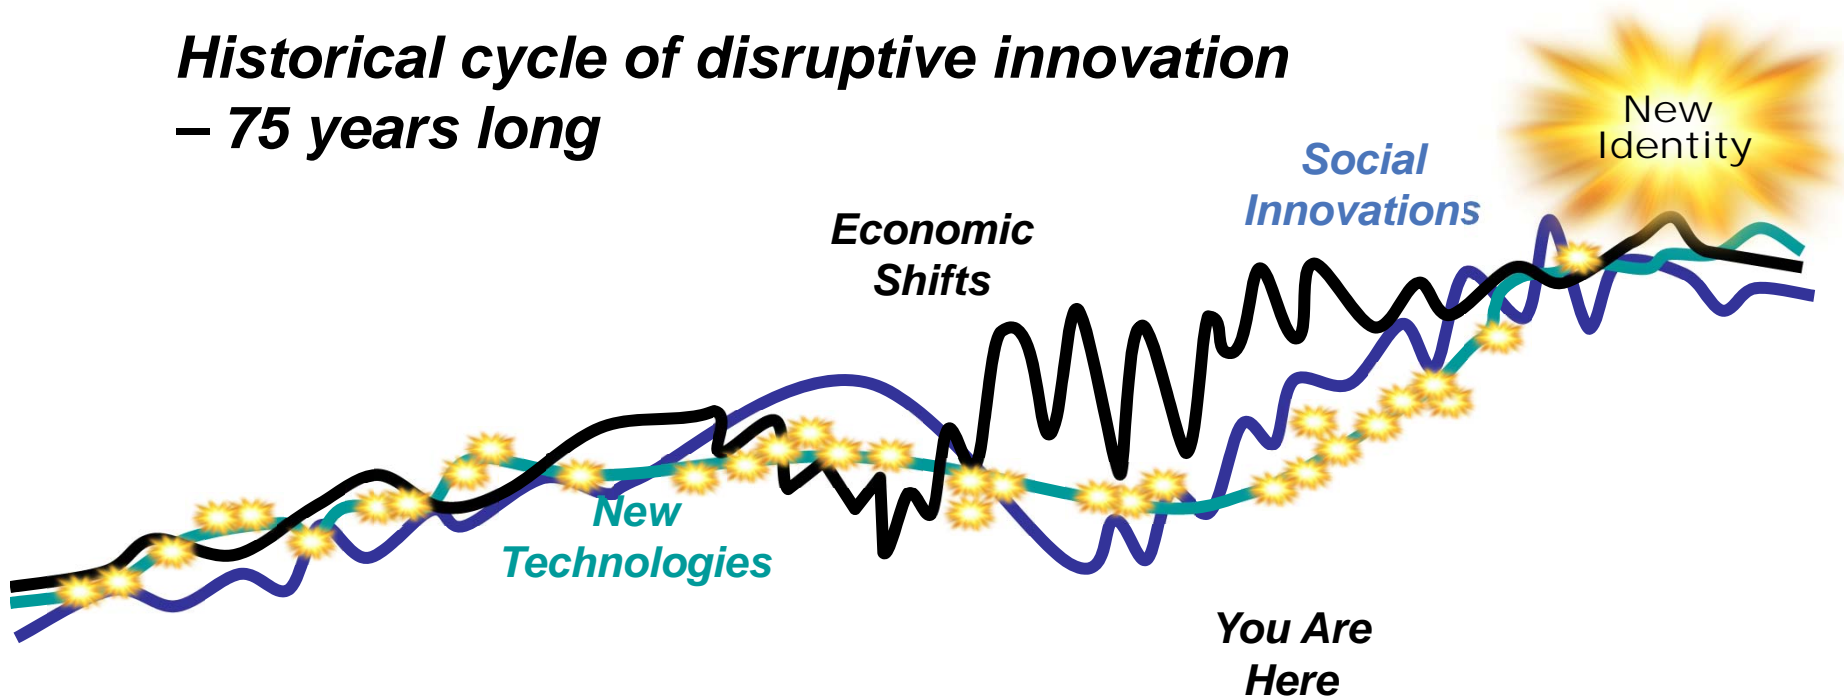 Historical cycle of disruptive innovation
– 75 years long
New
Identity
Social
Innovations
Economic
Shifts
New
Technologies
You Are
Here